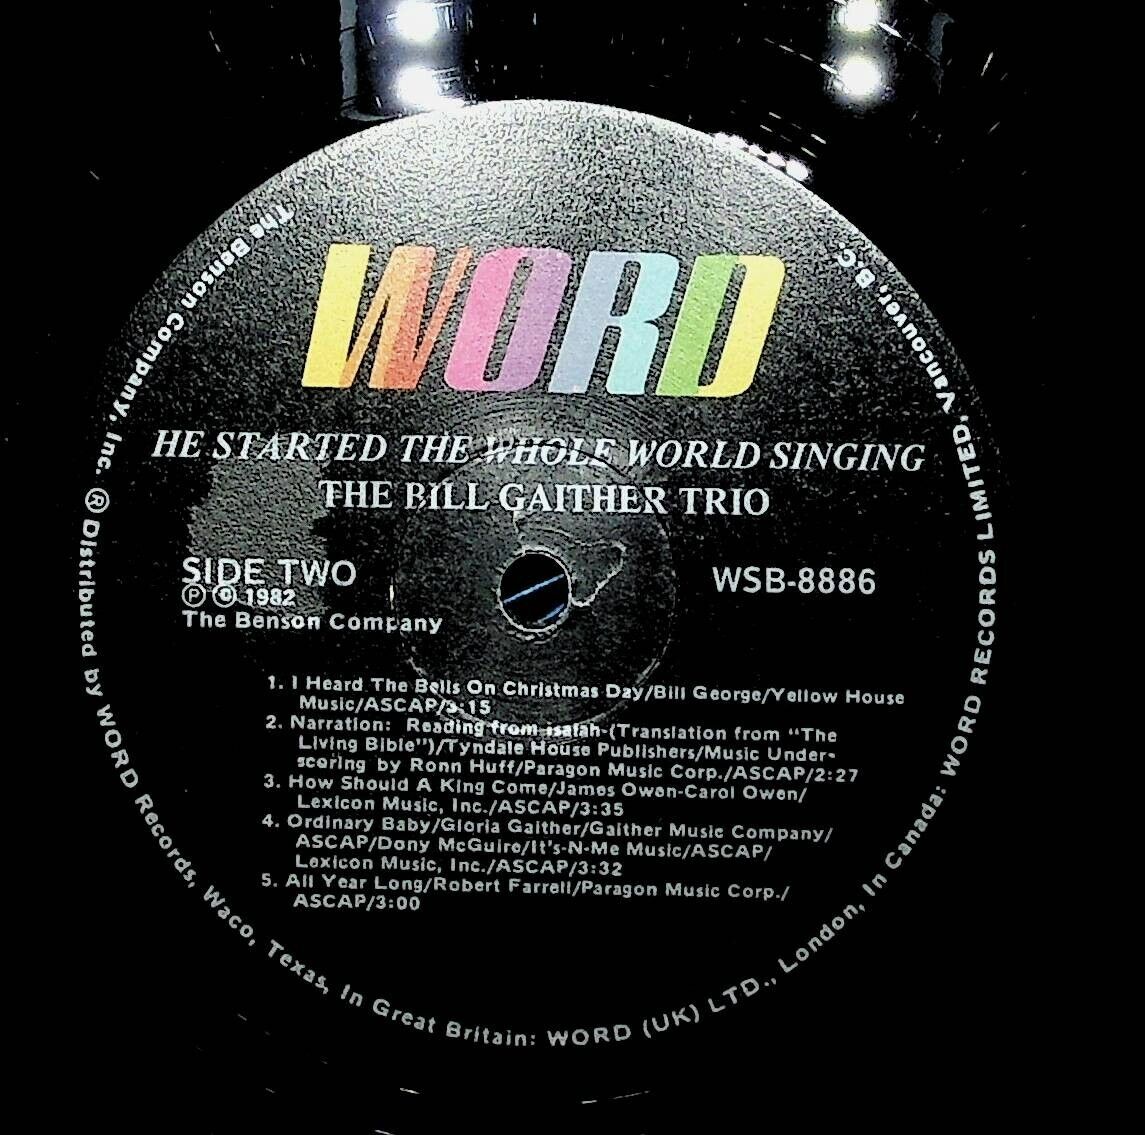 WORD
HE STARTED THE WHOLE WORLD SINGING
THE BILL GAITHER TRIO
SIDE TWO
Ⓟ © 1982
The Benson Company
WSB-8886
1. I Heard The Bells On Christmas Day/Bill George/Yellow House
Music/ASCAP/3:15
2. Narration: Reading from Isaiah-(Translation from “The
Living Bible”)/Tyndale House Publishers/Music Under-
scoring by Ronn Huff/Paragon Music Corp./ASCAP/2:27
3. How Should A King Come/James Owen-Carol Owen/
Lexicon Music, Inc./ASCAP/3:35
4. Ordinary Baby/Gloria Gaither/Gaither Music Company/
ASCAP/Dony McGuire/It's-N-Me Music/ASCAP/
Lexicon Music, Inc./ASCAP/3:32
5. All Year Long/Robert Farrell/Paragon Music Corp./
ASCAP/3:00
The Benson Company, Inc. ® Distributed by WORD Records, Waco, Texas, In Great Britain: WORD (UK) LTD., London, In Canada: WORD RECORDS LIMITED, Vancouver, B.C.